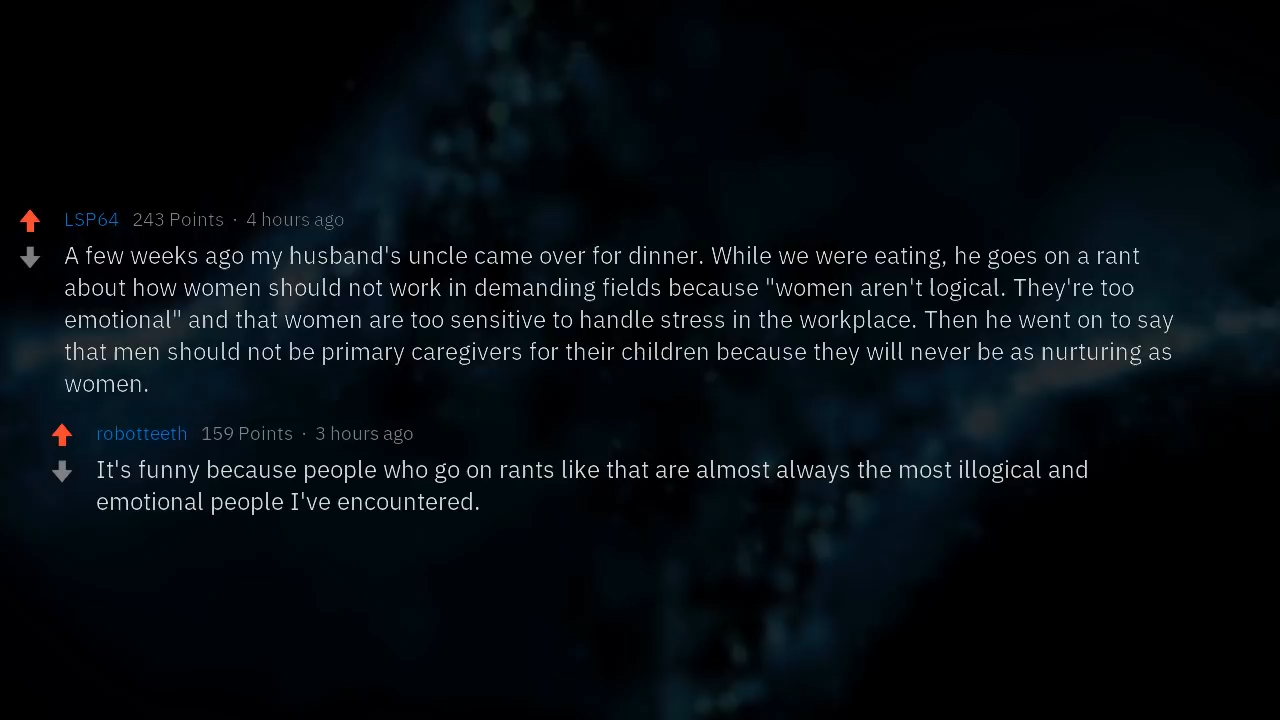 LSP64 243 Points · 4 hours ago
A few weeks ago my husband's uncle came over for dinner. While we were eating, he goes on a rant
about how women should not work in demanding fields because "women aren't logical. They're too
emotional" and that women are too sensitive to handle stress in the workplace. Then he went on to say
that men should not be primary caregivers for their children because they will never be as nurturing as
women.
robotteeth 159 Points · 3 hours ago
It's funny because people who go on rants like that are almost always the most illogical and
emotional people I've encountered.